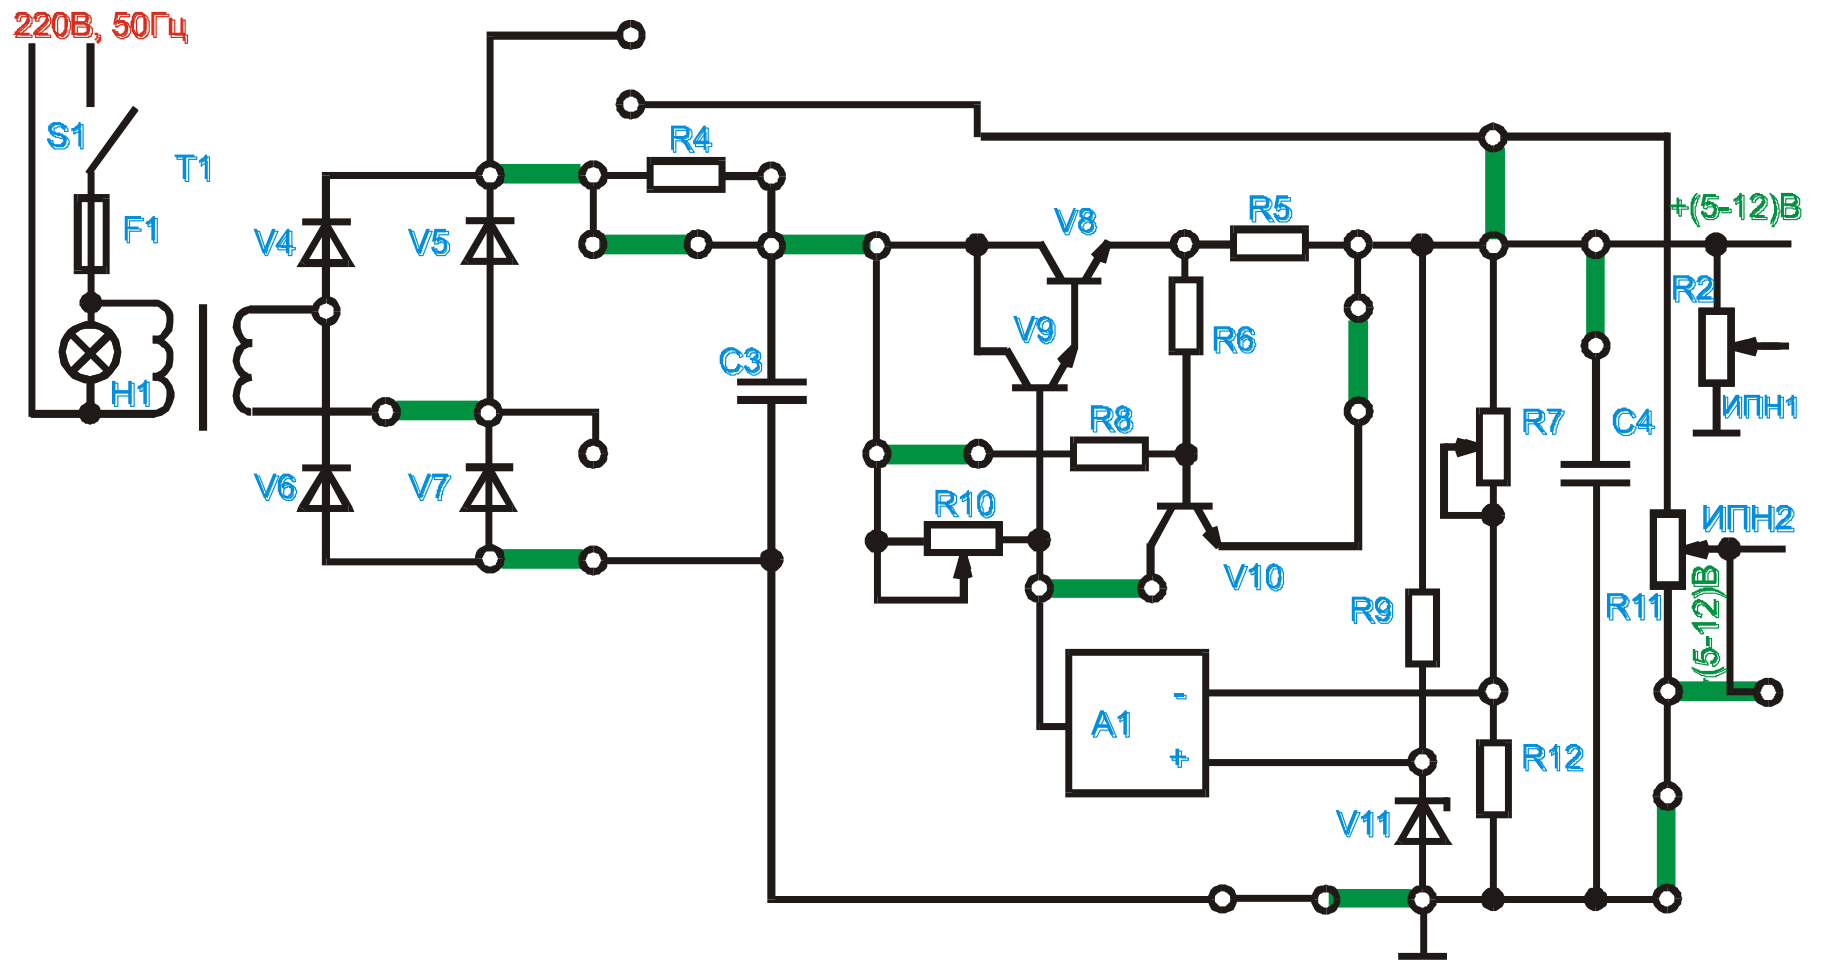 220В, 50Гц
S1
T1
R4
F1
V4
V5
V8
R5
+(5-12)В
V9
R6
R2
C3
H1
R8
R7
C4
ИПН1
V6
V7
R10
ИПН2
V10
R9
R11
-(5-12)В
-
A1
+
R12
V11